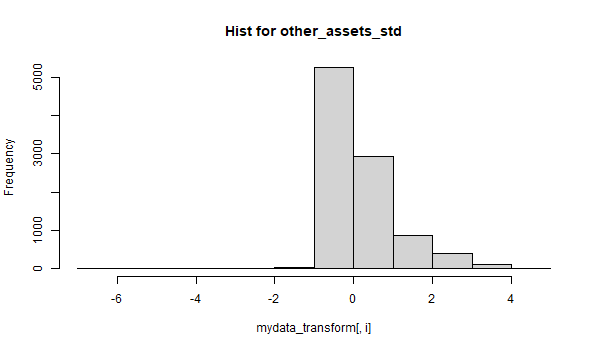 Hist for other_assets_std
Frequency
5000
3000
1000
0
-6 -4 -2 0 2 4
mydata_transform[, i]